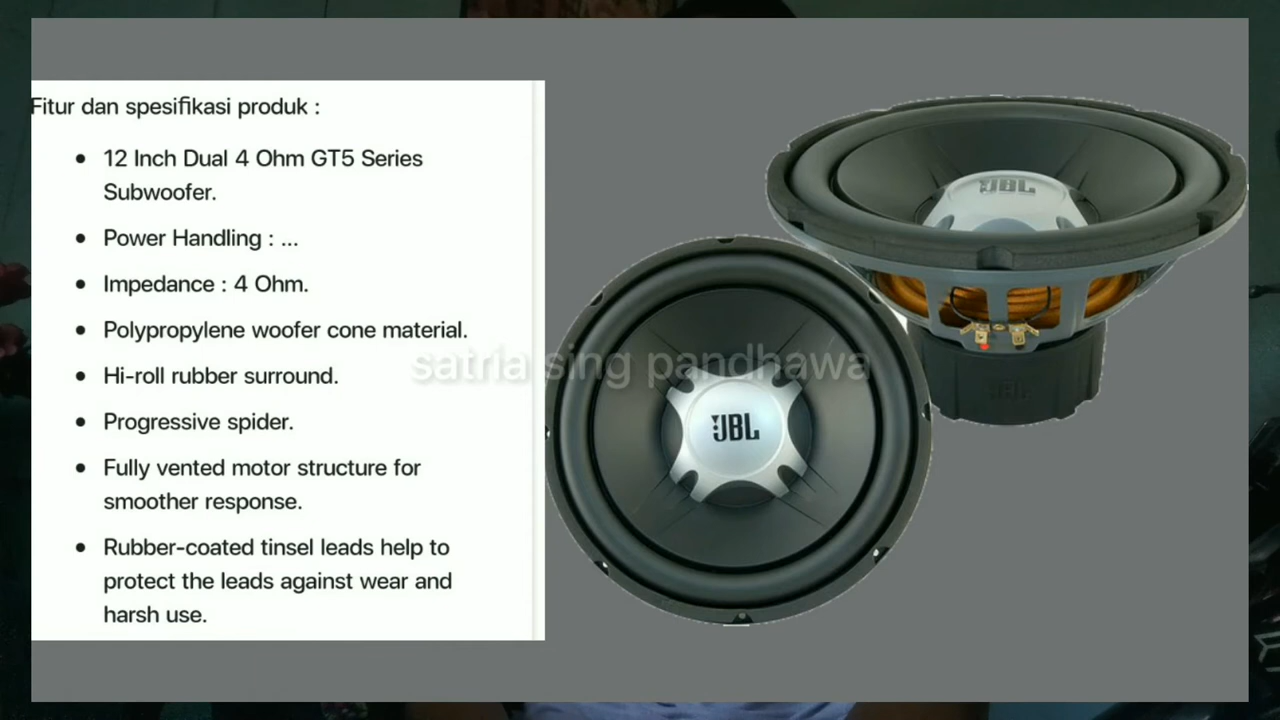 Fitur dan spesifikasi produk :
12 Inch Dual 4 Ohm GT5 Series
Subwoofer.
Power Handling : ...
Impedance : 4 Ohm.
Polypropylene woofer cone material.
Hi-roll rubber surround.
Progressive spider.
Fully vented motor structure for
smoother response.
Rubber-coated tinsel leads help to
protect the leads against wear and
harsh use.
satria sing pandhawa
JBL
JBL
JBL